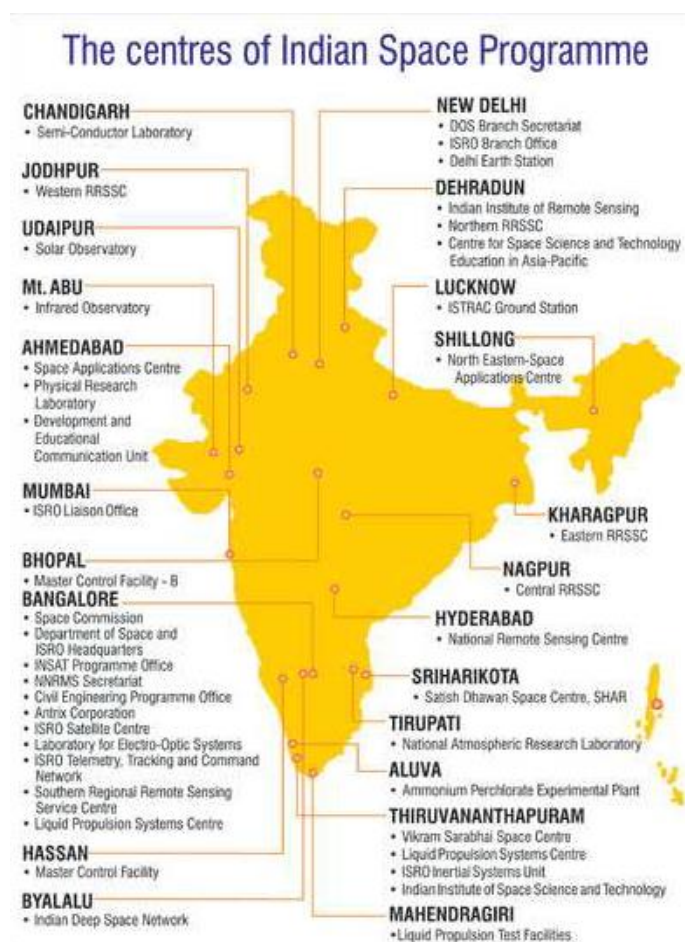 The centres of Indian Space Programme
CHANDIGARH
• Semi-Conductor Laboratory
JODHPUR
• Western RRSSC
UDAIPUR
• Solar Observatory
Mt. ABU
• Infrared Observatory
AHMEDABAD
• Space Applications Centre
• Physical Research
Laboratory
• Development and
Educational
Communication Unit
MUMBAI
• ISRO Liaison Office
BHOPAL
• Master Control Facility - B
BANGALORE
• Space Commission
• Department of Space and
ISRO Headquarters
• INSAT Programme Office
• NNRMS Secretariat
• Civil Engineering Programme Office
• Antrix Corporation
• ISRO Satellite Centre
• Laboratory for Electro-Optic Systems
• ISRO Telemetry, Tracking and Command
Network
• Southern Regional Remote Sensing
Service Centre
• Liquid Propulsion Systems Centre
HASSAN
• Master Control Facility
BYALALU
• Indian Deep Space Network
NEW DELHI
• DOS Branch Secretariat
• ISRO Branch Office
• Delhi Earth Station
DEHRADUN
• Indian Institute of Remote Sensing
• Northern RRSSC
• Centre for Space Science and Technology
Education in Asia-Pacific
LUCKNOW
• ISTRAC Ground Station
SHILLONG
• North Eastern-Space
Applications Centre
KHARAGPUR
• Eastern RRSSC
NAGPUR
• Central RRSSC
HYDERABAD
• National Remote Sensing Centre
SRIHARIKOTA
• Satish Dhawan Space Centre, SHAR
TIRUPATI
• National Atmospheric Research Laboratory
ALUVA
• Ammonium Perchlorate Experimental Plant
THIRUVANANTHAPURAM
• Vikram Sarabhai Space Centre
• Liquid Propulsion Systems Centre
• ISRO Inertial Systems Unit
• Indian Institute of Space Science and Technology
MAHENDRAGIRI
•Liquid Propulsion Test Facilities